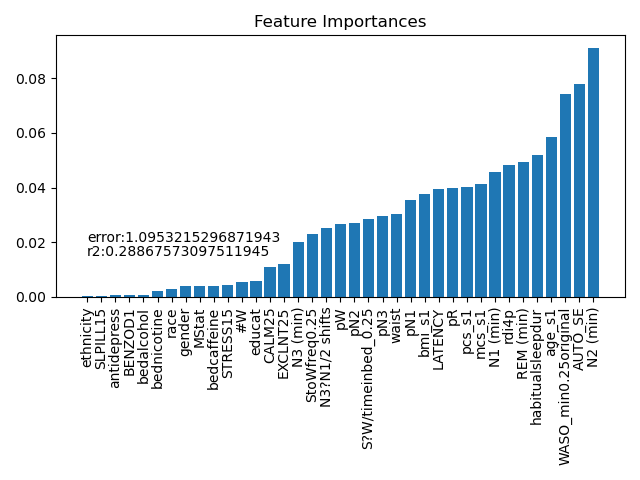 Feature Importances
0.08
0.06
0.04
0.02
0.00
error:1.0953215296871943
r2:0.28867573097511945
ethnicity
SLPILL15
antidepress
BENZOD1
bedalcohol
bednicotine
race
gender
MStat
bedcaffeine
STRESS15
#W
educat
CALM25
EXCLNT25
N3 (min)
StoWfreq0.25
N3?N1/2 shifts
pW
pN2
S?W/timeinbed_0.25
pN3
waist
pN1
bmi_s1
LATENCY
pR
pcs_s1
mcs_s1
N1 (min)
rdi4p
REM (min)
habitualsleepdur
age_s1
WASO_min0.25original
AUTO_SE
N2 (min)